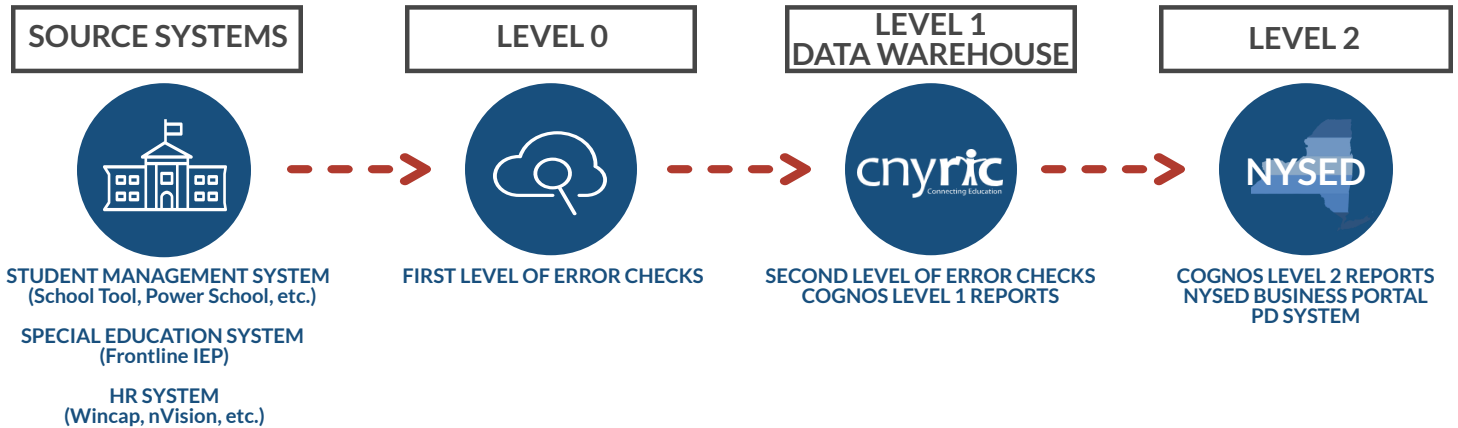 SOURCE SYSTEMS
LEVEL 0
LEVEL 1
DATA WAREHOUSE
LEVEL 2
cnyric
Connecting Education
NYSED
STUDENT MANAGEMENT SYSTEM
(School Tool, Power School, etc.)
SPECIAL EDUCATION SYSTEM
(Frontline IEP)
HR SYSTEM
(Wincap, nVision, etc.)
FIRST LEVEL OF ERROR CHECKS
SECOND LEVEL OF ERROR CHECKS
COGNOS LEVEL 1 REPORTS
COGNOS LEVEL 2 REPORTS
NYSED BUSINESS PORTAL
PD SYSTEM